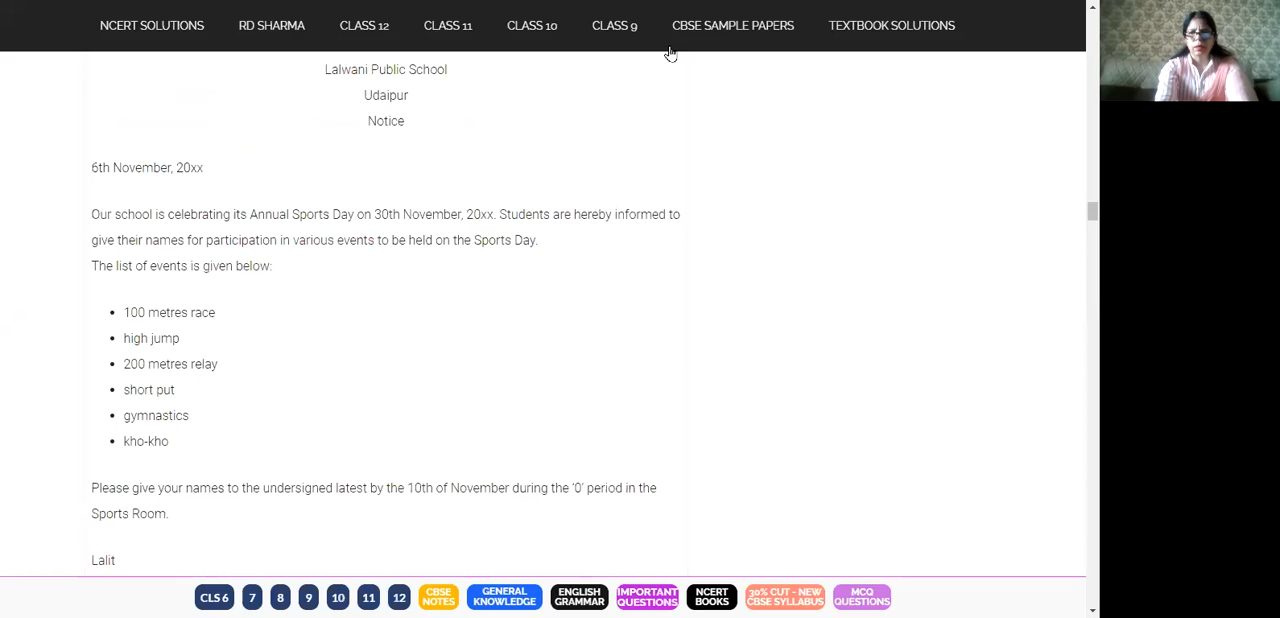 NCERT SOLUTIONS RD SHARMA CLASS 12 CLASS 11 CLASS 10 CLASS 9 CBSE SAMPLE PAPERS TEXTBOOK SOLUTIONS
Lalwani Public School
Udaipur
Notice
6th November, 20xx
Our school is celebrating its Annual Sports Day on 30th November, 20xx. Students are hereby informed to
give their names for participation in various events to be held on the Sports Day.
The list of events is given below:
• 100 metres race
• high jump
• 200 metres relay
• short put
• gymnastics
• kho-kho
Please give your names to the undersigned latest by the 10th of November during the ‘0’ period in the
Sports Room.
Lalit
CLS 6 7 8 9 10 11 12
CBSE
NOTES
GENERAL
KNOWLEDGE
ENGLISH
GRAMMAR
IMPORTANT
QUESTIONS
NCERT
BOOKS
30% CUT - NEW
CBSE SYLLABUS
MCQ
QUESTIONS